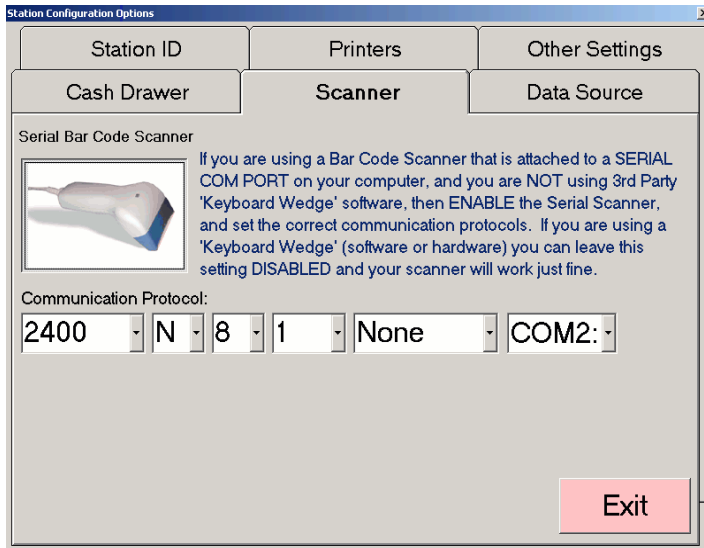 Station Configuration Options
Station ID
Printers
Other Settings
Cash Drawer
Scanner
Data Source
Serial Bar Code Scanner
If you are using a Bar Code Scanner that is attached to a SERIAL
COM PORT on your computer, and you are NOT using 3rd Party
'Keyboard Wedge' software, then ENABLE the Serial Scanner,
and set the correct communication protocols.  If you are using a
'Keyboard Wedge' (software or hardware) you can leave this
setting DISABLED and your scanner will work just fine.
Communication Protocol:
2400 N 8 1 None COM2:
Exit